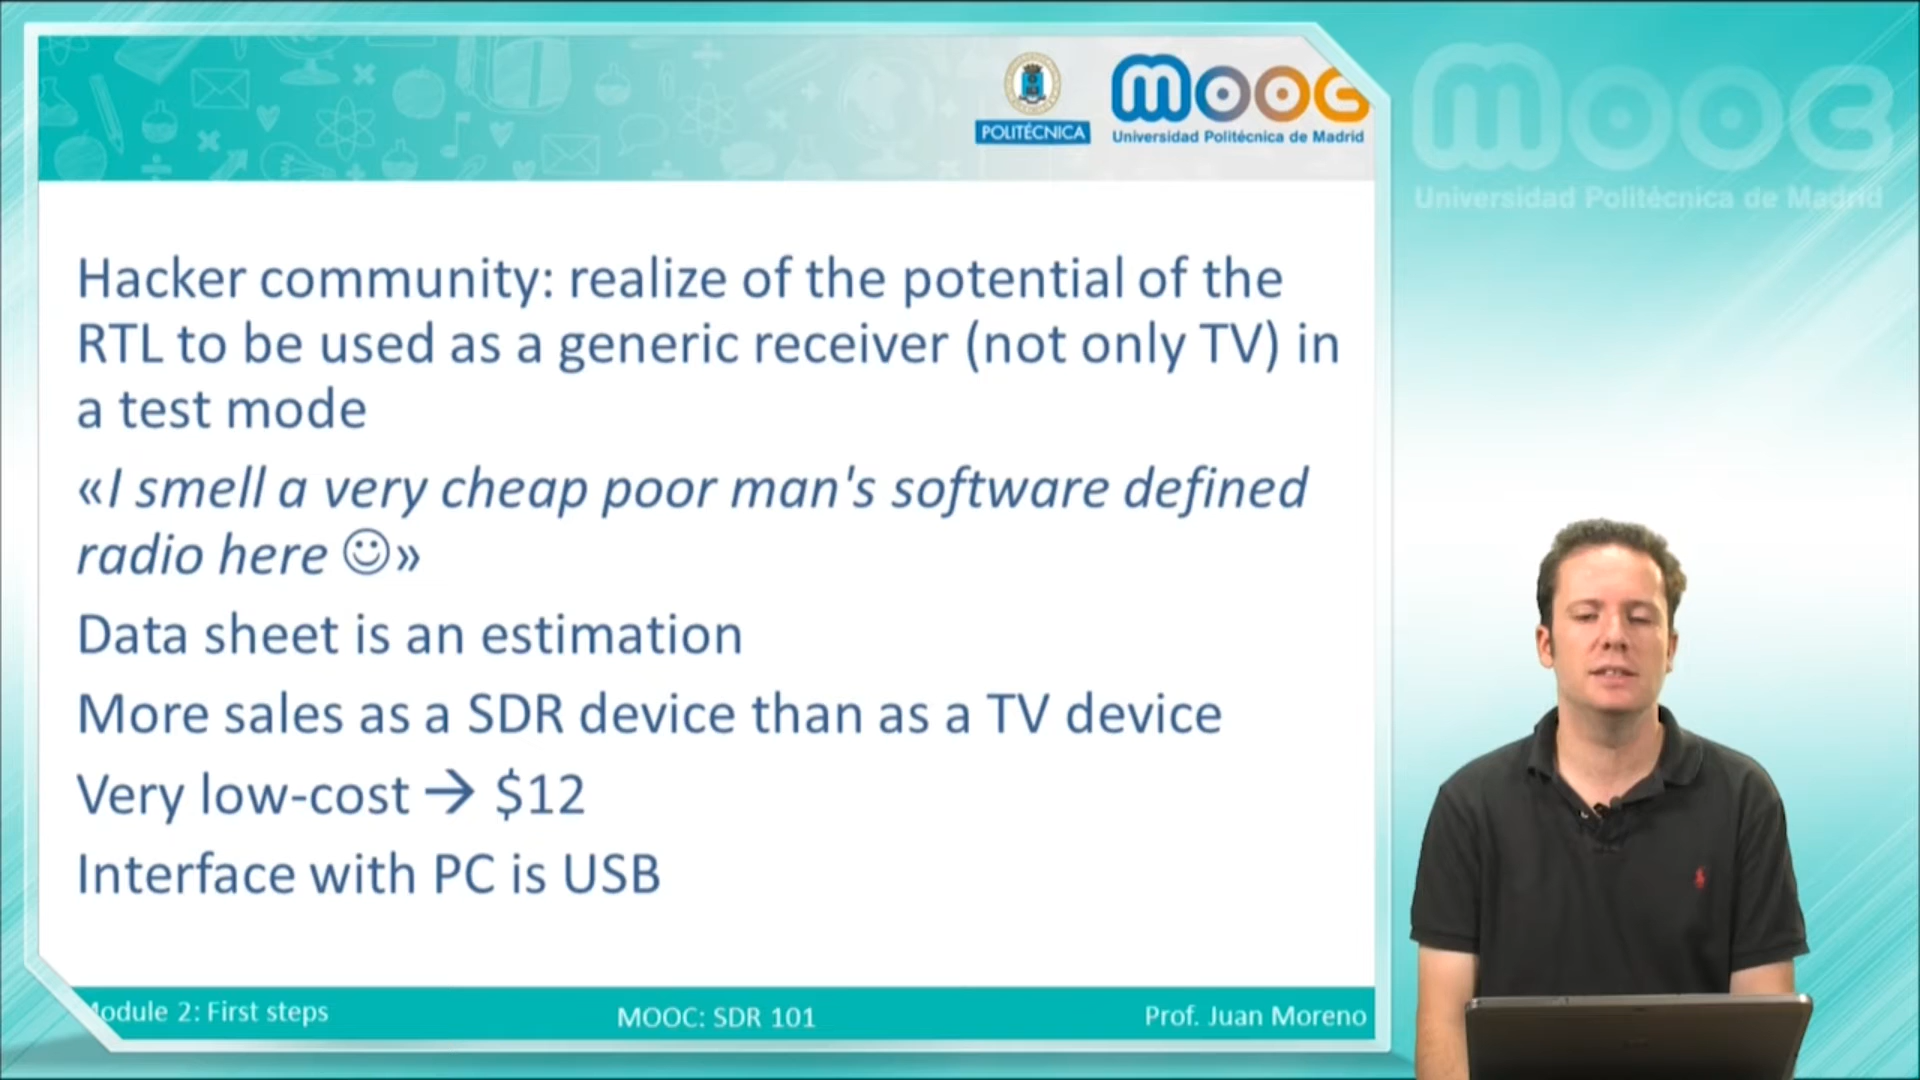 POLITÉCNICA
mooc
Universidad Politécnica de Madrid
mooc
Universidad Politécnica de Madrid
Hacker community: realize of the potential of the
RTL to be used as a generic receiver (not only TV) in
a test mode
«I smell a very cheap poor man's software defined
radio here ☺»
Data sheet is an estimation
More sales as a SDR device than as a TV device
Very low-cost → $12
Interface with PC is USB
Module 2: First steps
MOOC: SDR 101
Prof. Juan Moreno